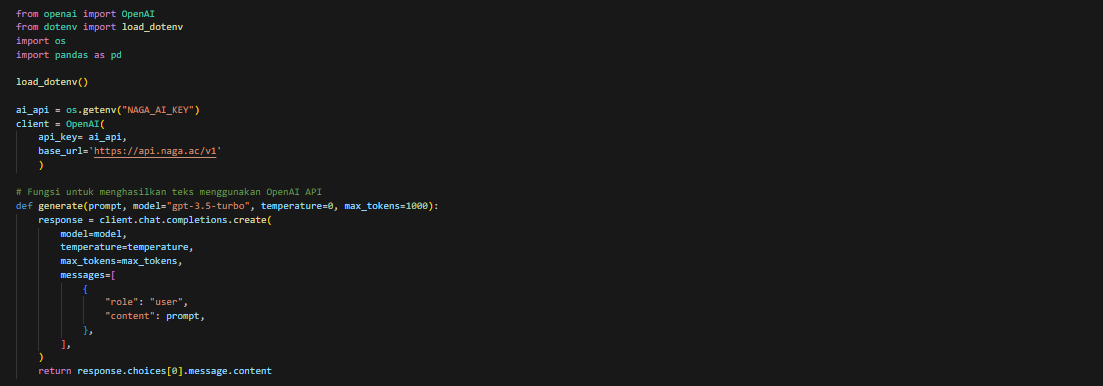 from openai import OpenAI
from dotenv import load_dotenv
import os
import pandas as pd
load_dotenv()
ai_api = os.getenv("NAGA_AI_KEY")
client = OpenAI(
    api_key= ai_api,
    base_url='https://api.naga.ac/v1'
    )
# Fungsi untuk menghasilkan teks menggunakan OpenAI API
def generate(prompt, model="gpt-3.5-turbo", temperature=0, max_tokens=1000):
    response = client.chat.completions.create(
        model=model,
        temperature=temperature,
        max_tokens=max_tokens,
        messages=[
            {
                "role": "user",
                "content": prompt,
            },
        ],
    )
    return response.choices[0].message.content